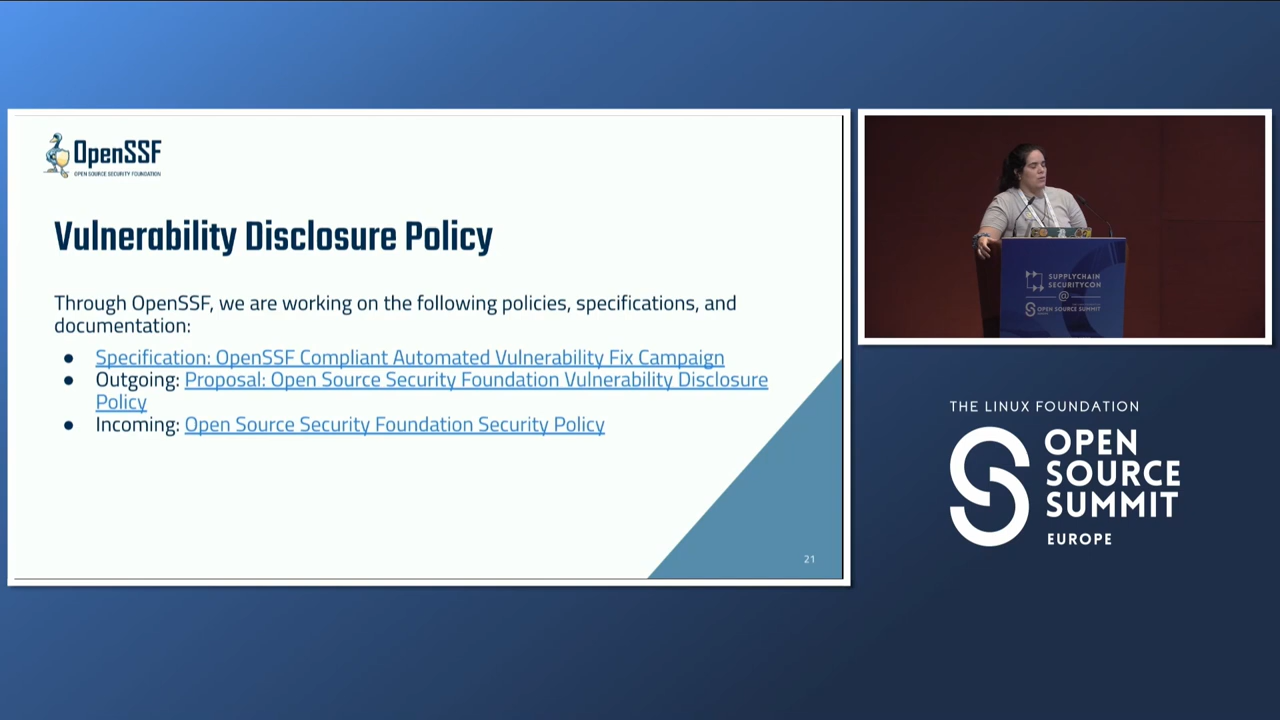 OpenSSF
OPEN SOURCE SECURITY FOUNDATION
Vulnerability Disclosure Policy
Through OpenSSF, we are working on the following policies, specifications, and
documentation:
● Specification: OpenSSF Compliant Automated Vulnerability Fix Campaign
● Outgoing: Proposal: Open Source Security Foundation Vulnerability Disclosure
Policy
● Incoming: Open Source Security Foundation Security Policy
21
SUPPLYCHAIN
SECURITYCON
@
OPEN SOURCE SUMMIT
THE LINUX FOUNDATION
OPEN
SOURCE
SUMMIT
EUROPE